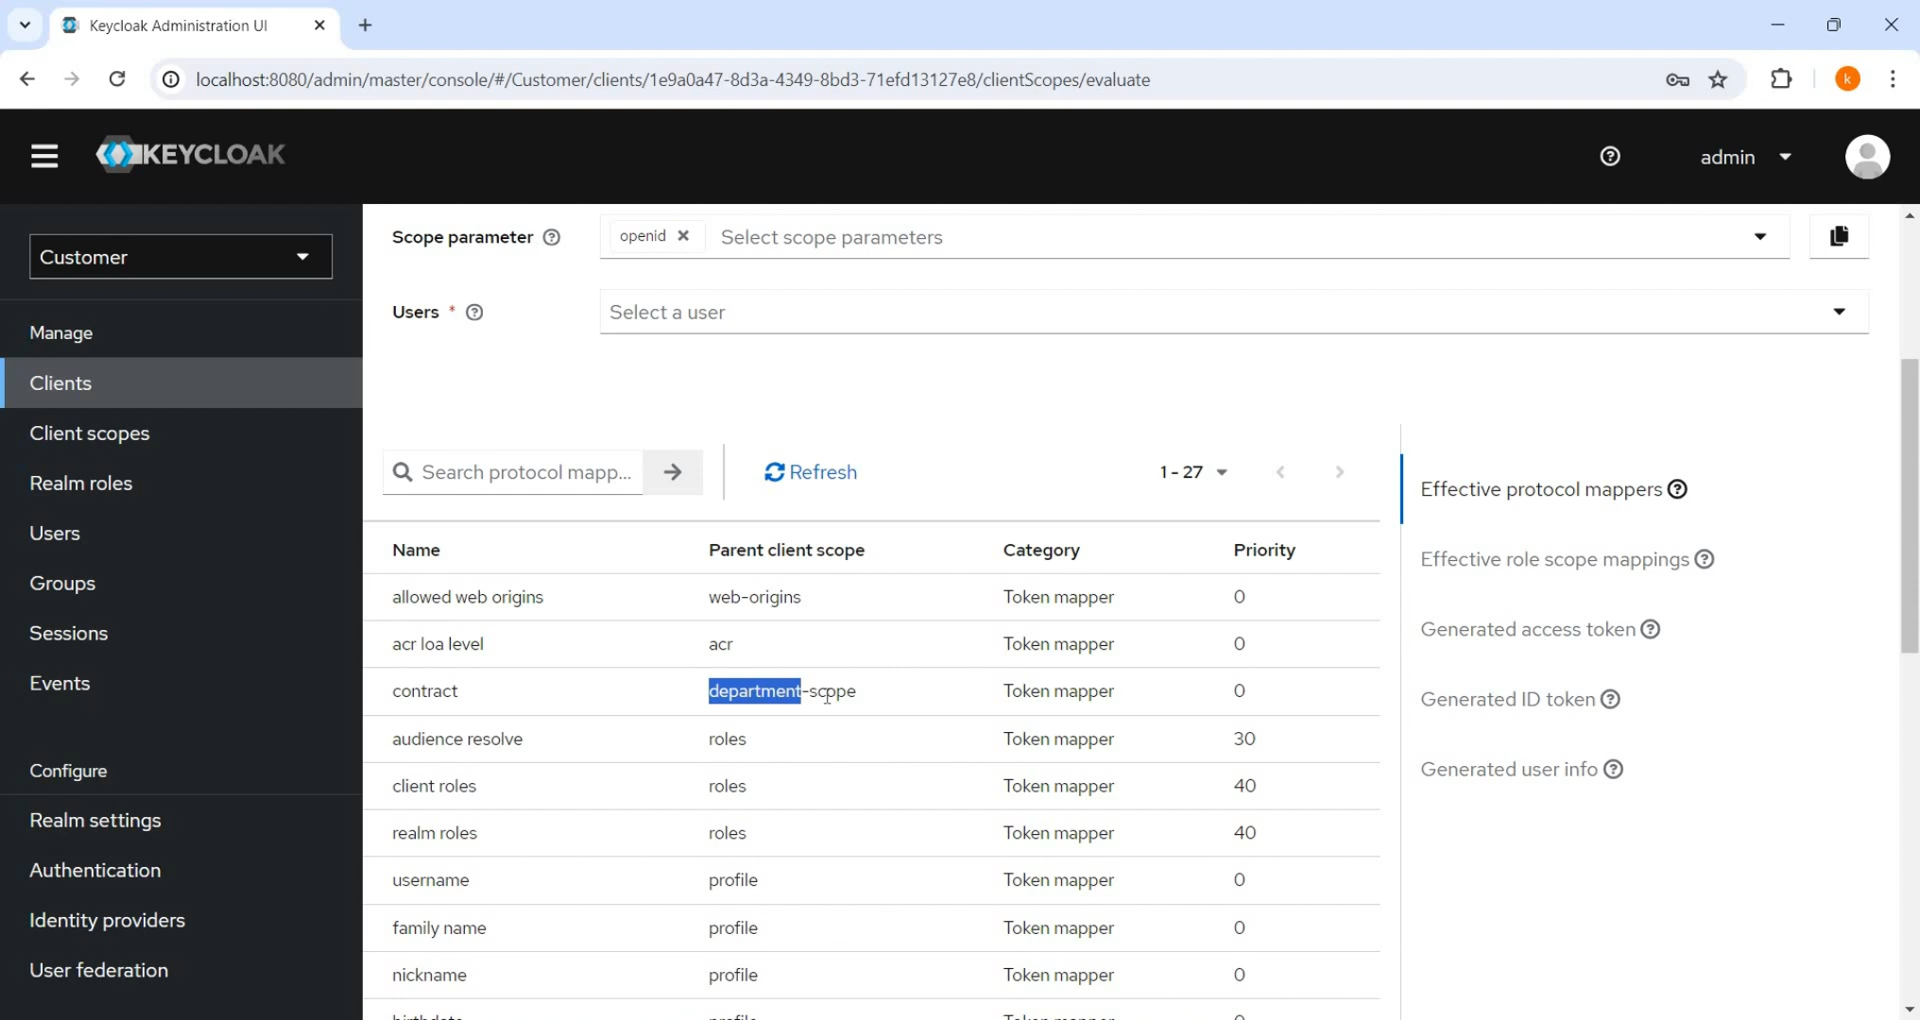 Keycloak Administration UI
localhost:8080/admin/master/console/#/Customer/clients/1e9a0a47-8d3a-4349-8bd3-71efd13127e8/clientScopes/evaluate
k
KEYCLOAK
admin
Customer
Manage
Clients
Client scopes
Realm roles
Users
Groups
Sessions
Events
Configure
Realm settings
Authentication
Identity providers
User federation
Scope parameter openid Select scope parameters
Users * Select a user
Search protocol mapp... Refresh 1 - 27
Name Parent client scope Category Priority
allowed web origins web-origins Token mapper 0
acr loa level acr Token mapper 0
contract department-scope Token mapper 0
audience resolve roles Token mapper 30
client roles roles Token mapper 40
realm roles roles Token mapper 40
username profile Token mapper 0
family name profile Token mapper 0
nickname profile Token mapper 0
birthdate profile Token mapper 0
Effective protocol mappers
Effective role scope mappings
Generated access token
Generated ID token
Generated user info